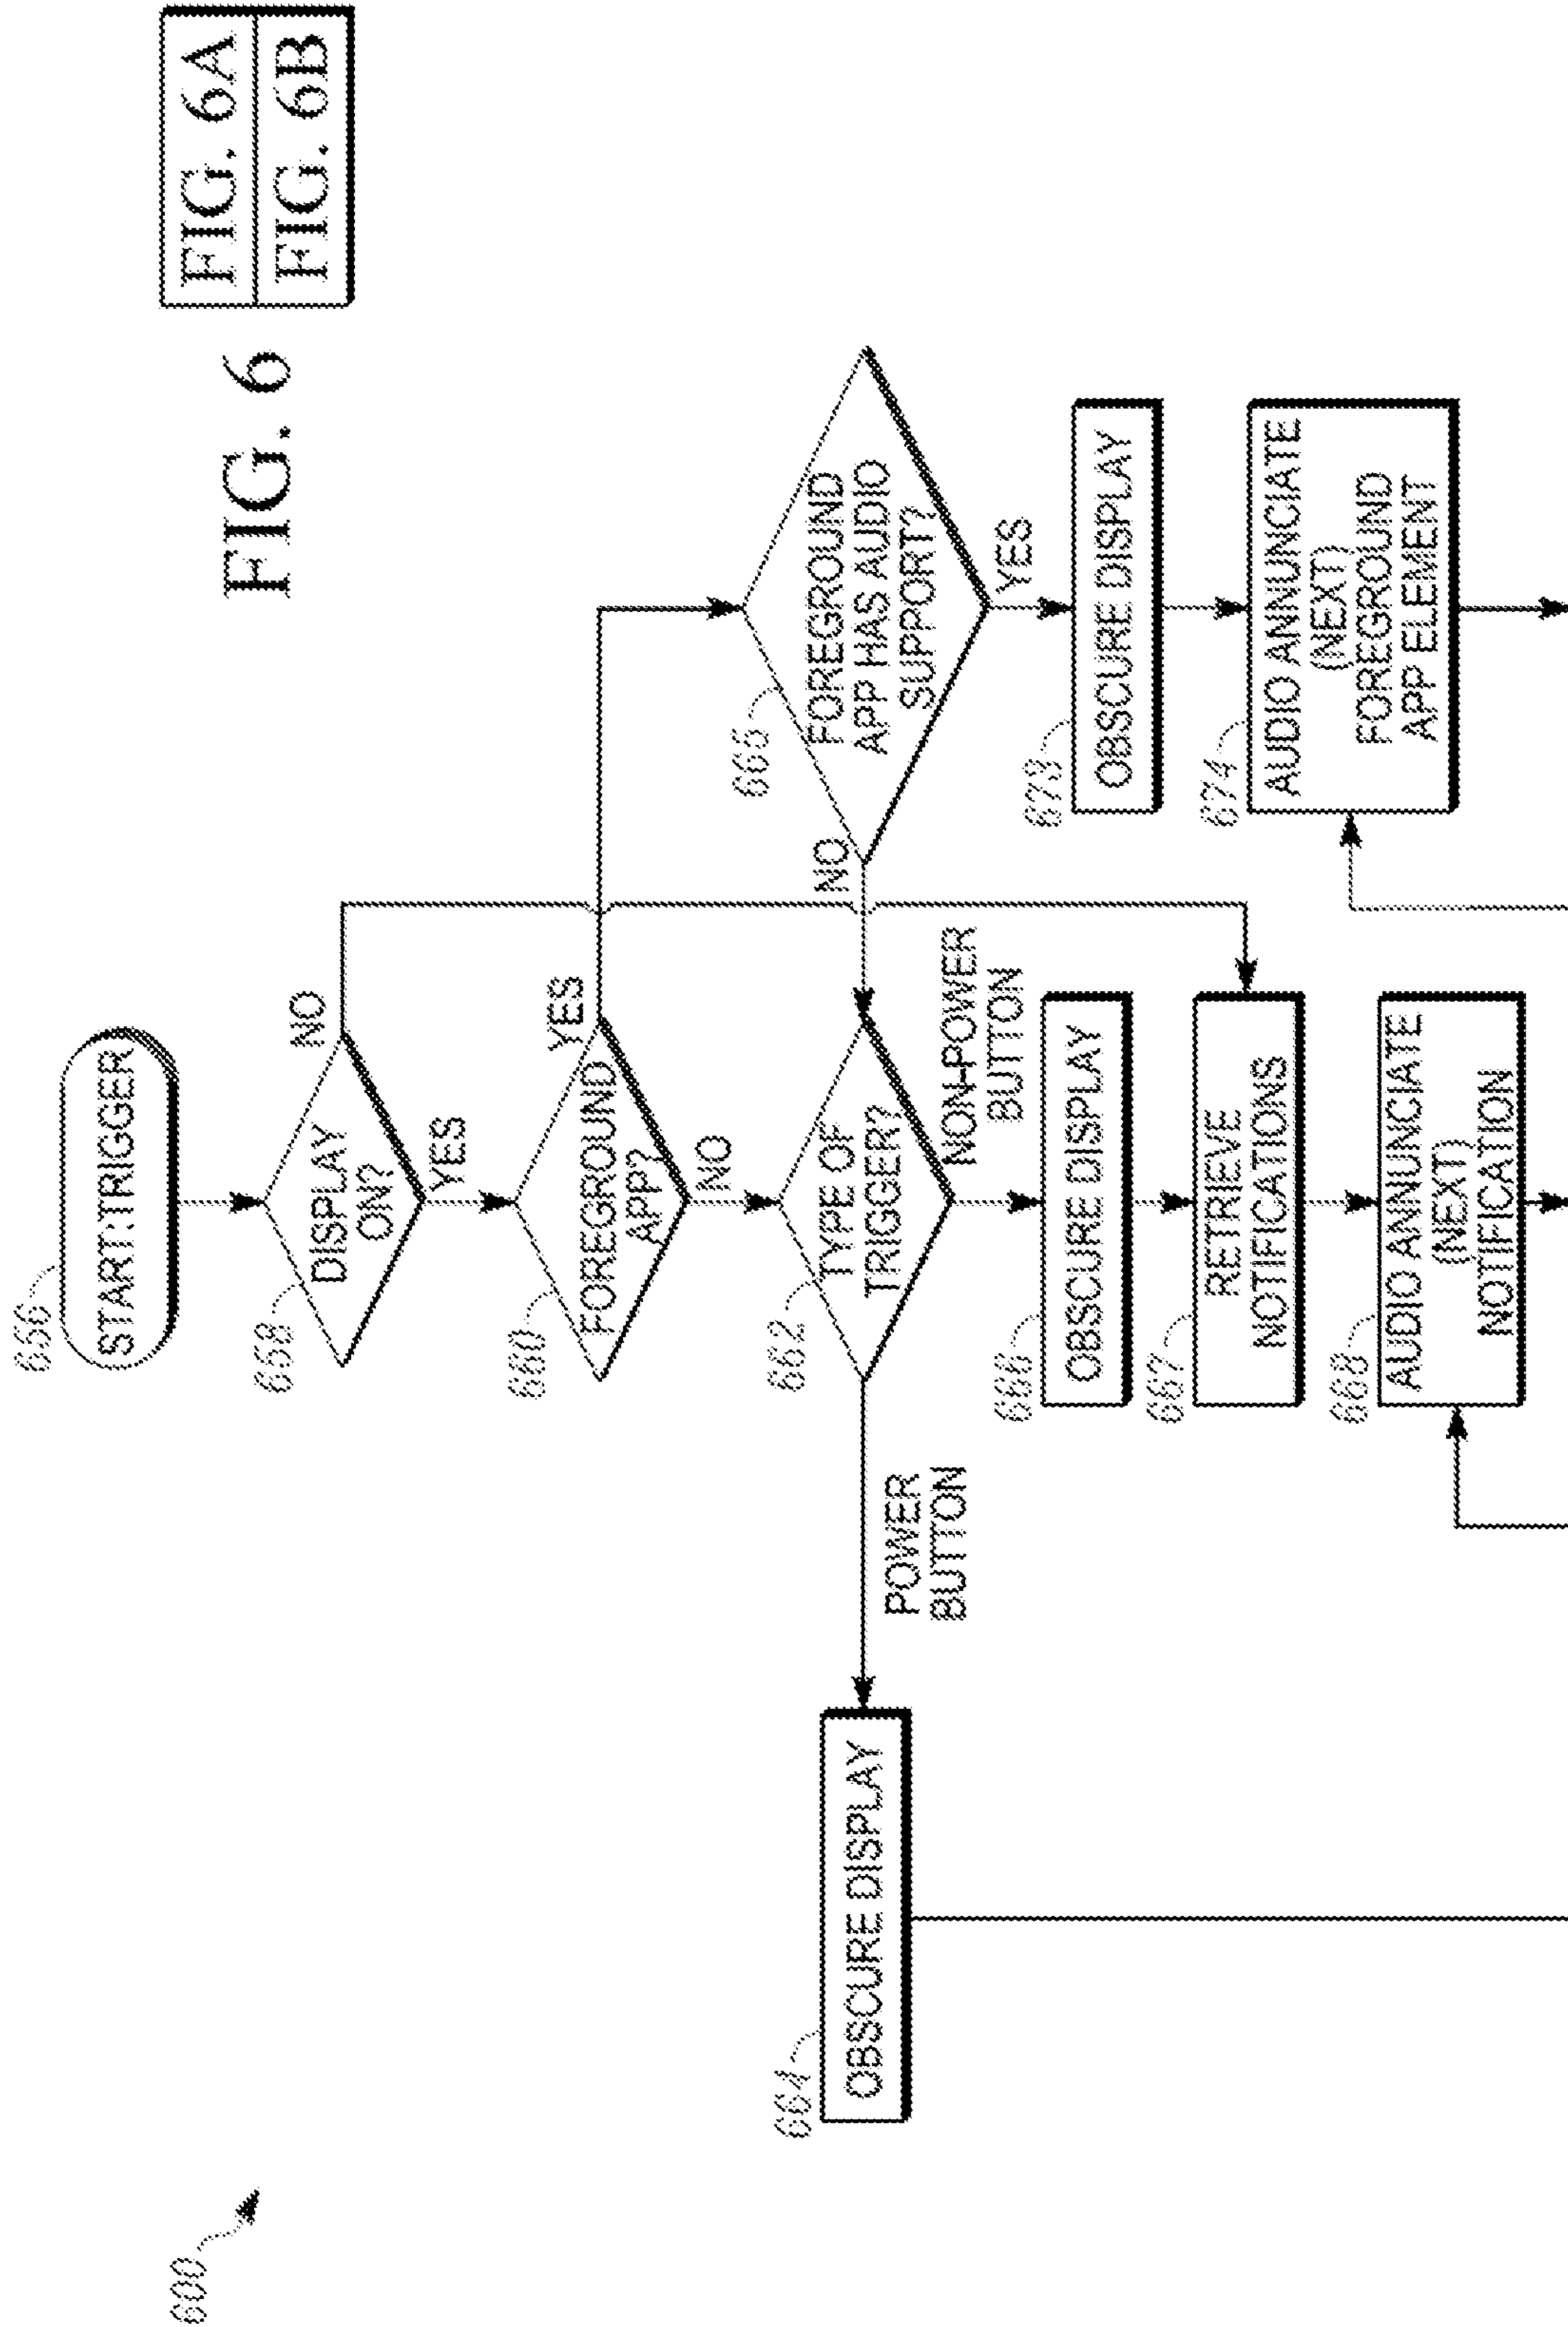 600
FIG. 6
FIG. 6A
FIG. 6B
656
START:TRIGGER
658
DISPLAY
ON?
NO
YES
660
FOREGROUND
APP?
YES
NO
662
TYPE OF
TRIGGER?
POWER
BUTTON
NON-POWER
BUTTON
664
OBSCURE DISPLAY
665
FOREGROUND
APP HAS AUDIO
SUPPORT?
NO
YES
666
OBSCURE DISPLAY
667
RETRIEVE
NOTIFICATIONS
668
AUDIO ANNUNCIATE
(NEXT)
NOTIFICATION
673
OBSCURE DISPLAY
674
AUDIO ANNUNCIATE
(NEXT)
FOREGROUND
APP ELEMENT